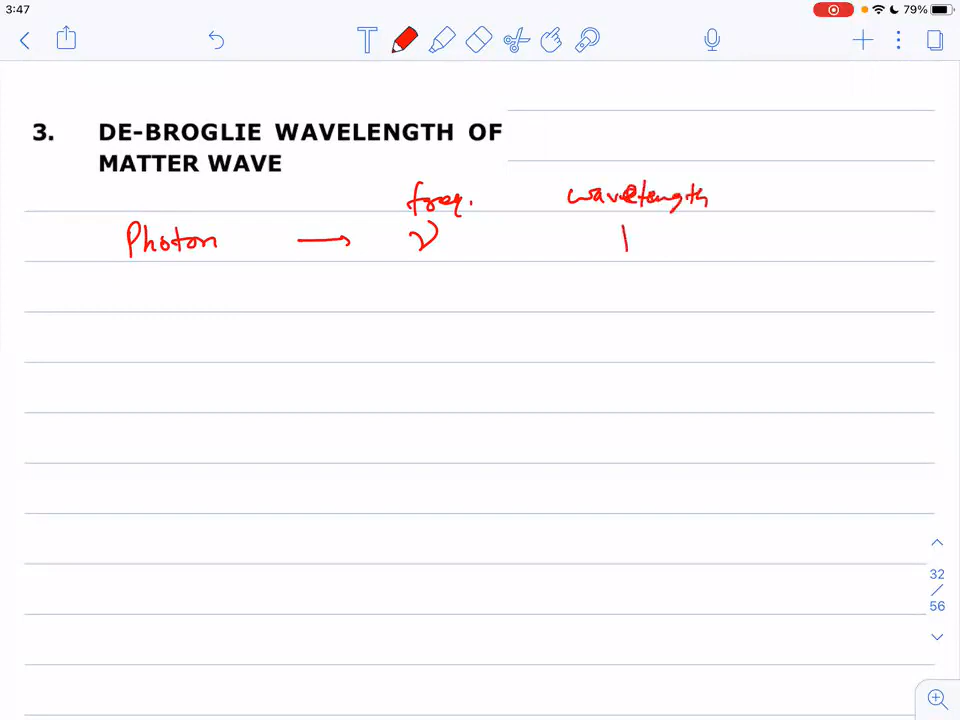 3:47
79%
T
3. DE-BROGLIE WAVELENGTH OF
MATTER WAVE
freq. wavelength
Photon → ν
32
/
56